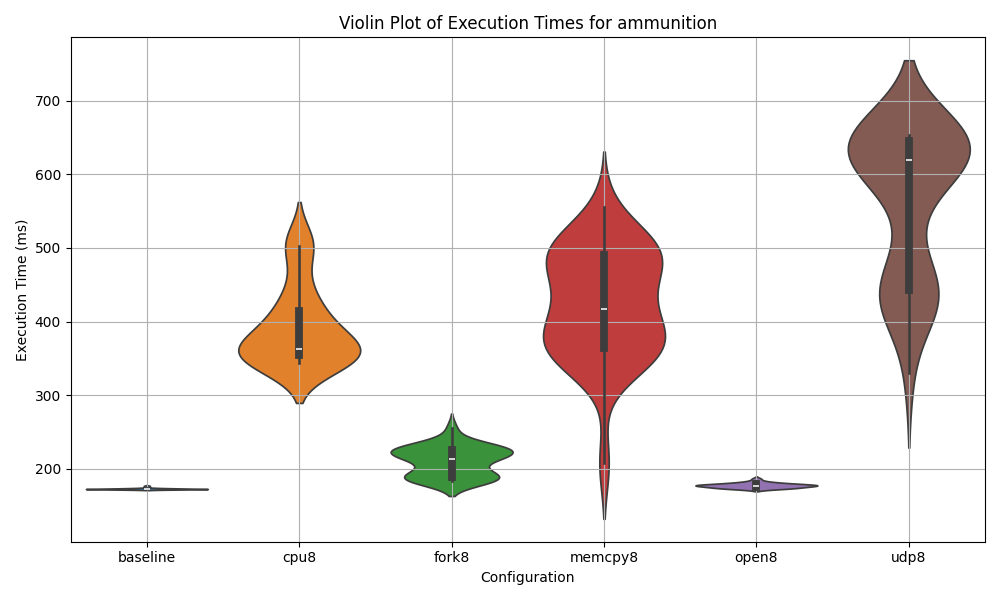 Violin Plot of Execution Times for ammunition
Execution Time (ms)
700
600
500
400
300
200
baseline cpu8 fork8 memcpy8 open8 udp8
Configuration